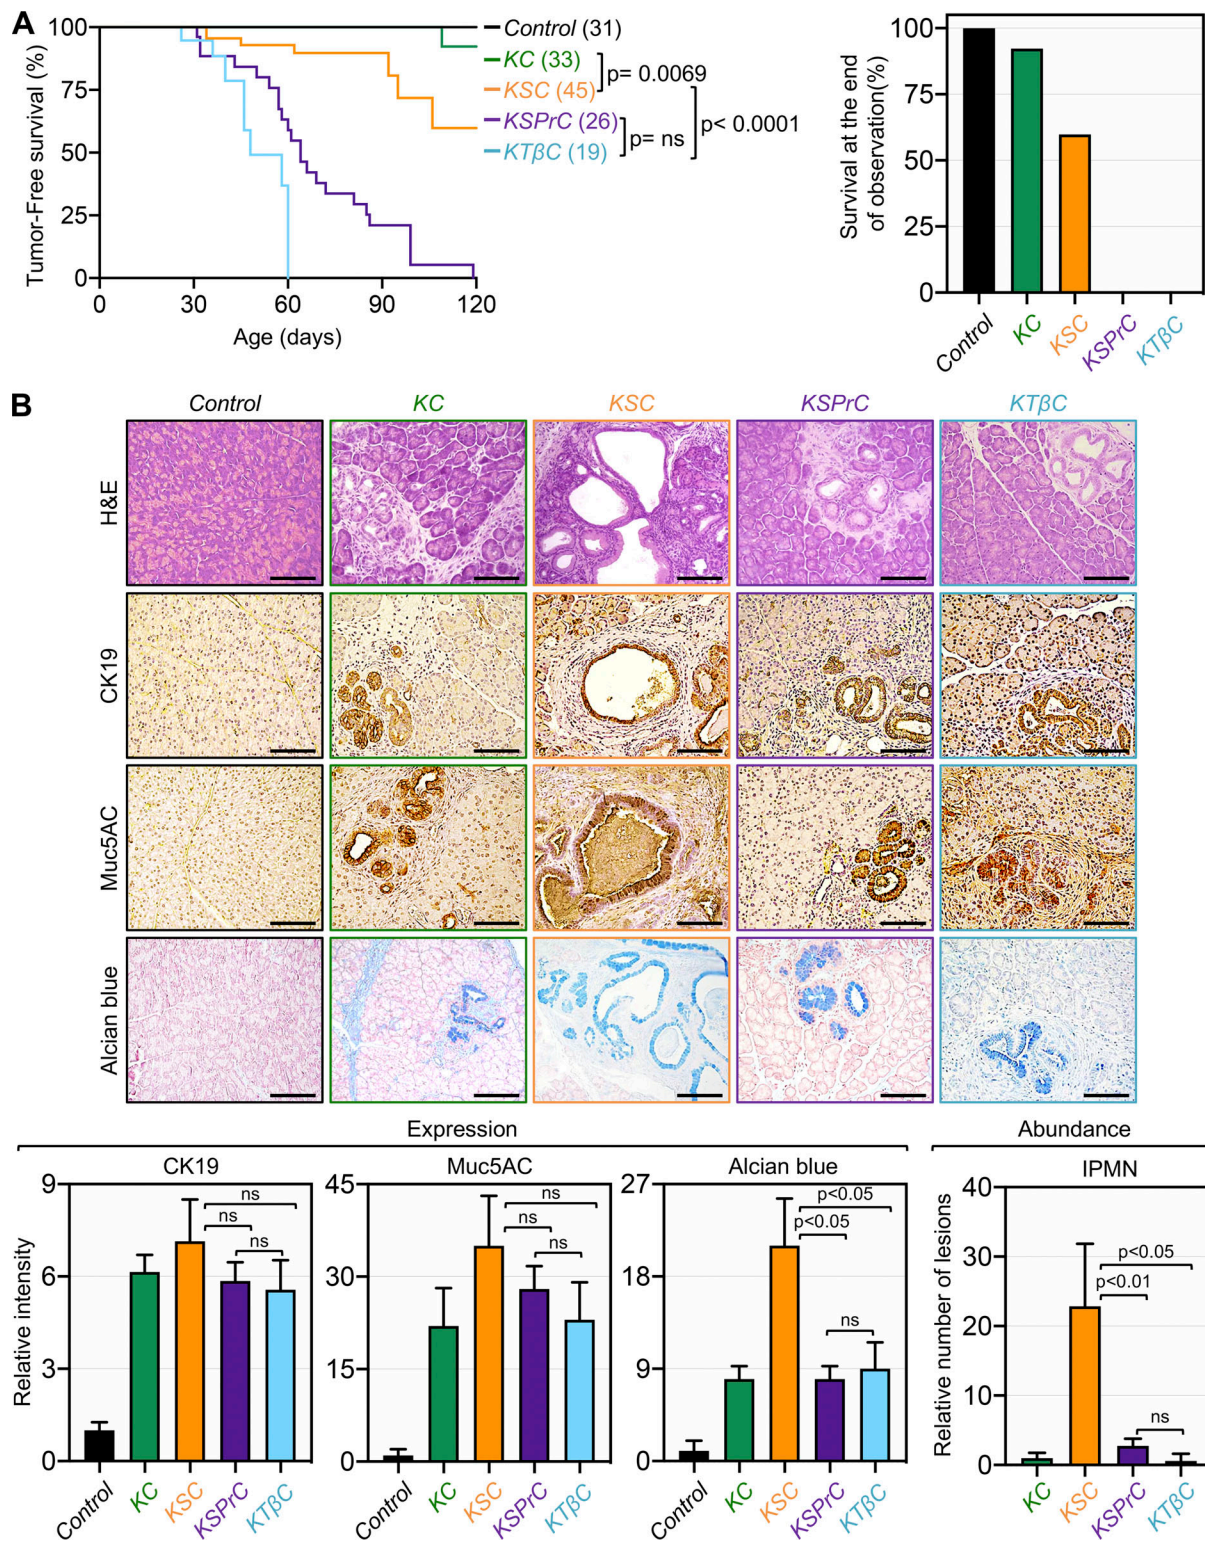 A
Tumor-Free survival (%)
100
75
50
25
0
0 30 60 90 120
Age (days)
Control (31)
KC (33)
KSC (45)
KSPrC (26)
KTβC (19)
p= 0.0069
p< 0.0001
p= ns
Survival at the end
of observation(%)
100
75
50
25
0
Control KC KSC KSPrC KTβC
B
Control KC KSC KSPrC KTβC
H&E
CK19
Muc5AC
Alcian blue
Expression
Abundance
CK19
Relative intensity
9
6
3
0
ns
ns
ns
Control KC KSC KSPrC KTβC
Muc5AC
45
30
15
0
ns
ns
ns
Control KC KSC KSPrC KTβC
Alcian blue
27
18
9
0
p<0.05
p<0.05
ns
Control KC KSC KSPrC KTβC
IPMN
Relative number of lesions
40
30
20
10
0
p<0.05
p<0.01
ns
KC KSC KSPrC KTβC